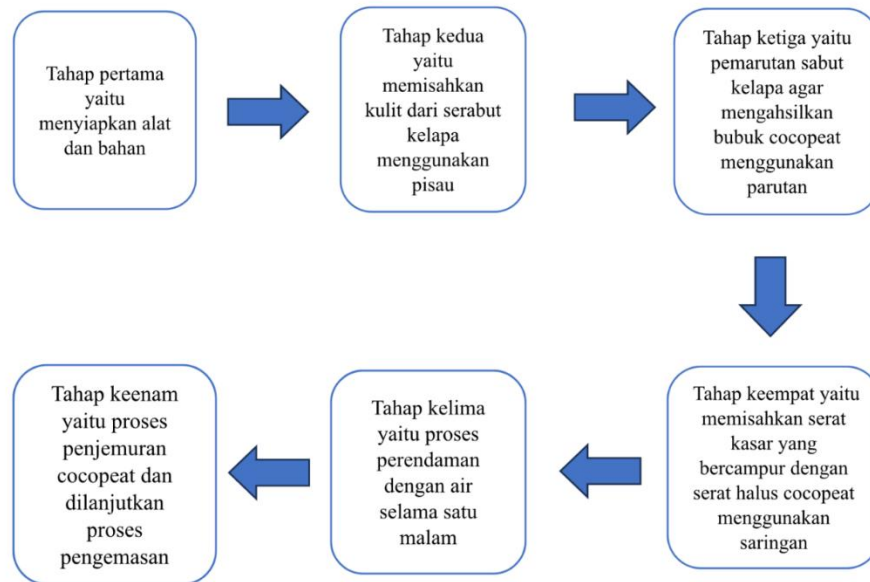 Tahap pertama
yaitu
menyiapkan alat
dan bahan
Tahap kedua
yaitu
memisahkan
kulit dari serabut
kelapa
menggunakan
pisau
Tahap ketiga yaitu
pemarutan sabut
kelapa agar
mengahsilkan
bubuk cocopeat
menggunakan
parutan
Tahap keempat yaitu
memisahkan serat
kasar yang
bercampur dengan
serat halus cocopeat
menggunakan
saringan
Tahap kelima
yaitu proses
perendaman
dengan air
selama satu
malam
Tahap keenam
yaitu proses
penjemuran
cocopeat dan
dilanjutkan
proses
pengemasan